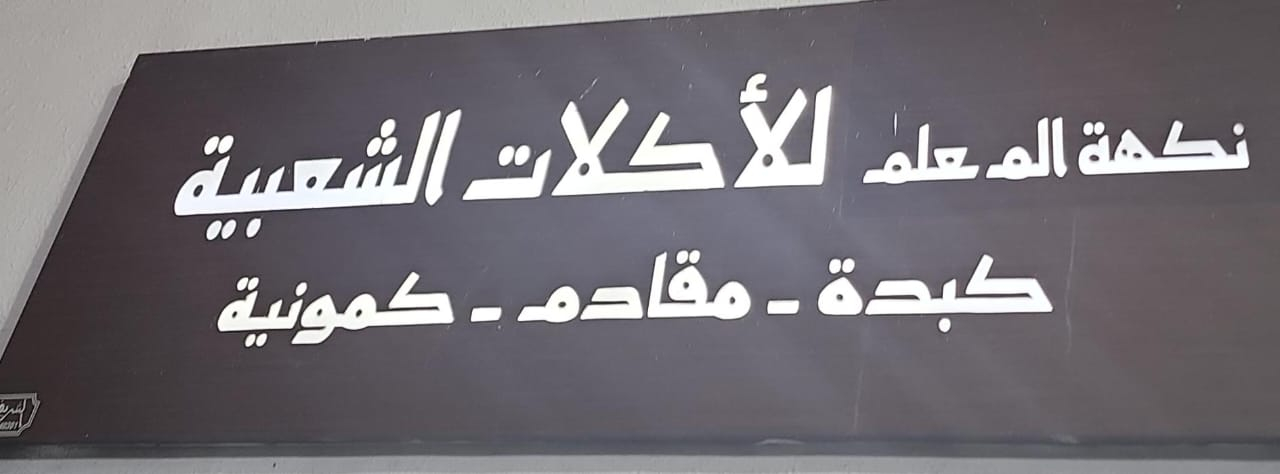 نكهة المعلم للأكلات الشعبية
كبدة - مقادم - كمونية